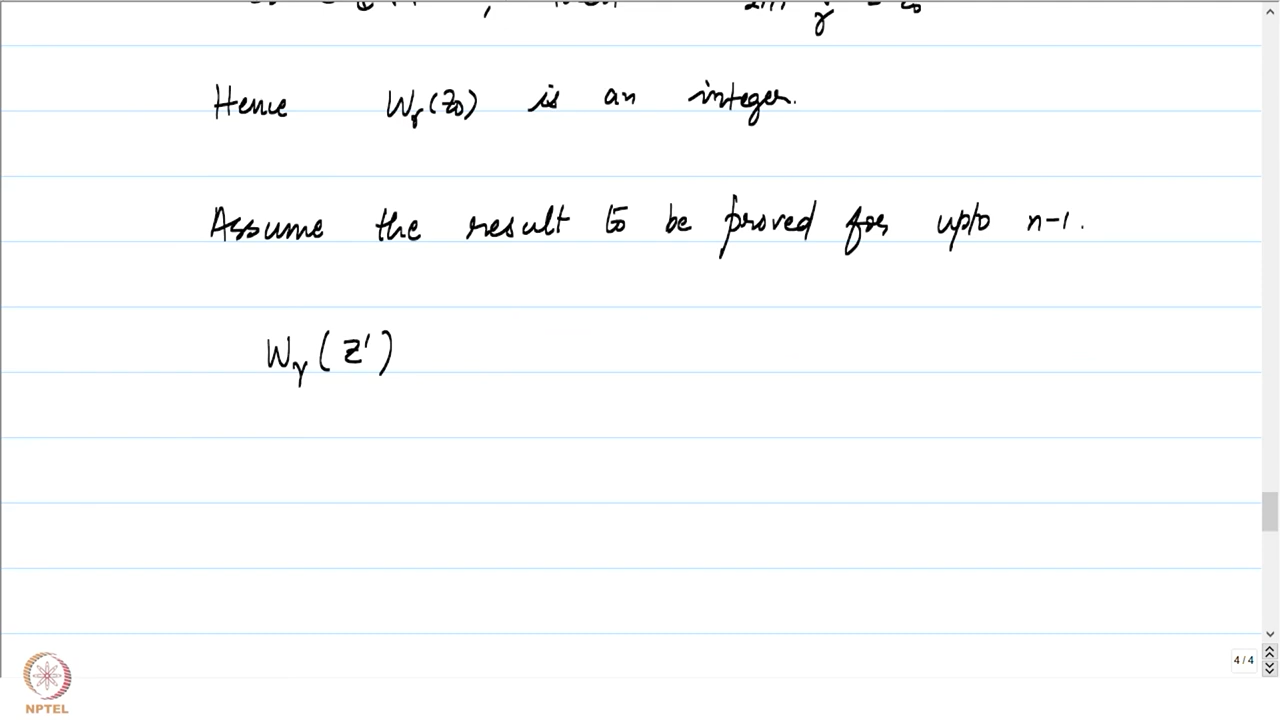 Hence W_γ(z₀) is an integer.
Assume the result to be proved for upto n-1.
W_γ(z')
4 / 4
NPTEL